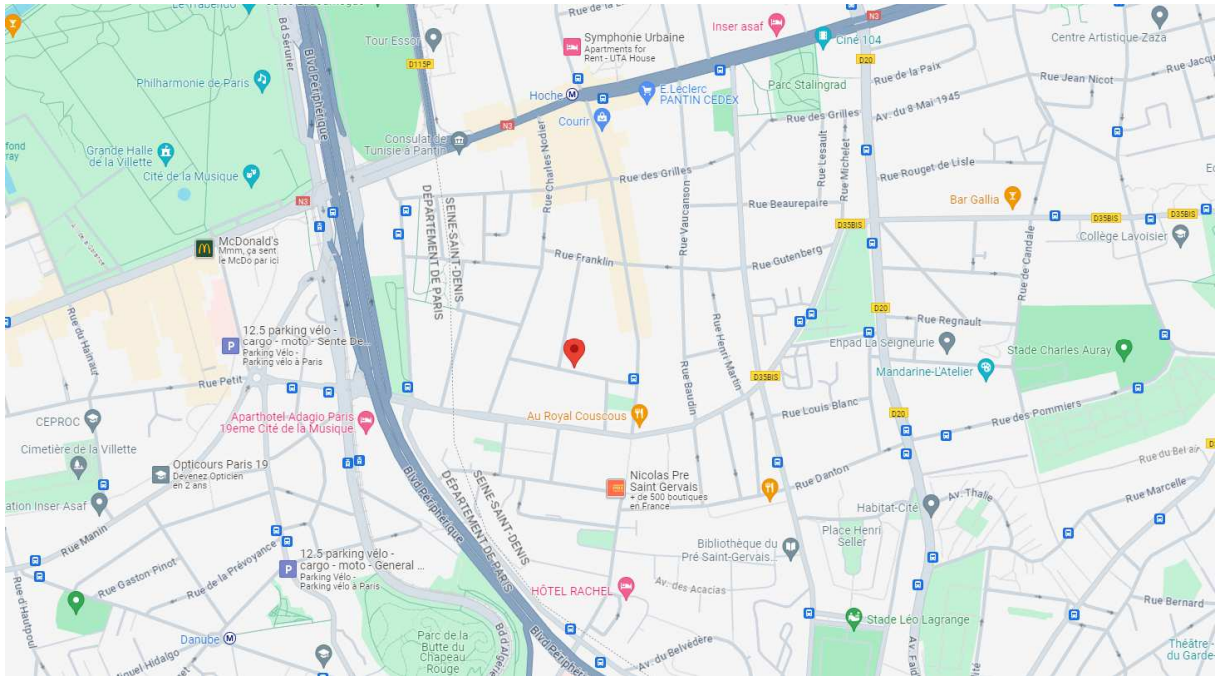 Le Trabendo
Rue de la L
N3
Inser asaf
Tour Essor
Bd Sérurier
Blvd Périphérique
D115P
Symphonie Urbaine
Apartments for
Rent - UTA House
Ciné 104
Centre Artistique Zaza
D20
Rue de la Paix
Rue Jean Nicot
Rue Jacqu
Philharmonie de Paris
Hoche
M
E.Leclerc
PANTIN CEDEX
Parc Stalingrad
Av. du 8 Mai 1945
Courir
Rue des Grilles
N3
Consulat de
Tunisie à Pantin
Rue Charles Nodier
Grande Halle
de la Villette
Cité de la Musique
Rue des Grilles
Rue Vaucanson
Rue Lesault
Rue Michelet
Rue Rouget de Lisle
Bar Gallia
N3
DÉPARTEMENT DE PARIS
SEINE-SAINT-DENIS
Rue Beaurepaire
D35BIS
D35BIS
D35BIS
Collège Lavoisier
McDonald's
Mmm, ça sent
le McDo par ici
Rue Franklin
Rue Gutenberg
Rue de Candale
Rue du Hainaut
D20
Rue Regnault
12.5 parking vélo -
cargo - moto - Sente De...
Parking Vélo -
Parking vélo à Paris
P
Rue Henri Martin
Ehpad La Seigneurie
Stade Charles Auray
Rue Petit
Rue Baudin
D35BIS
Mandarine-L'Atelier
CEPROC
Aparthotel Adagio Paris
19eme Cité de la Musique
Au Royal Couscous
Rue Louis Blanc
D20
Rue des Pommiers
Cimetière de la Villette
Opticours Paris 19
Devenez Opticien
en 2 ans
Blvd Périphérique
DÉPARTEMENT DE PARIS
SEINE-SAINT-DENIS
Nicolas Pre
Saint Gervais
+ de 500 boutiques
en France
Rue Danton
Rue du Bel air
Rue Marcelle
ation Inser Asaf
Habitat-Cité
Av. Thalie
Rue Manin
Place Henri
Seller
Bibliothèque du
Pré Saint-Gervais...
12.5 parking vélo -
cargo - moto - General ...
Parking Vélo -
Parking vélo à Paris
P
Rue de la Prévoyance
Rue Gaston Pinot
Av. des Acacias
HÔTEL RACHEL
Rue d'Hautpoul
Rue Bernard
Stade Léo Lagrange
Danube
M
Parc de la
Butte du
Chapeau
Rouge
Bd d'Algérie
Blvd Périphérique
Av. du Belvédère
Théâtre -
du Garde-